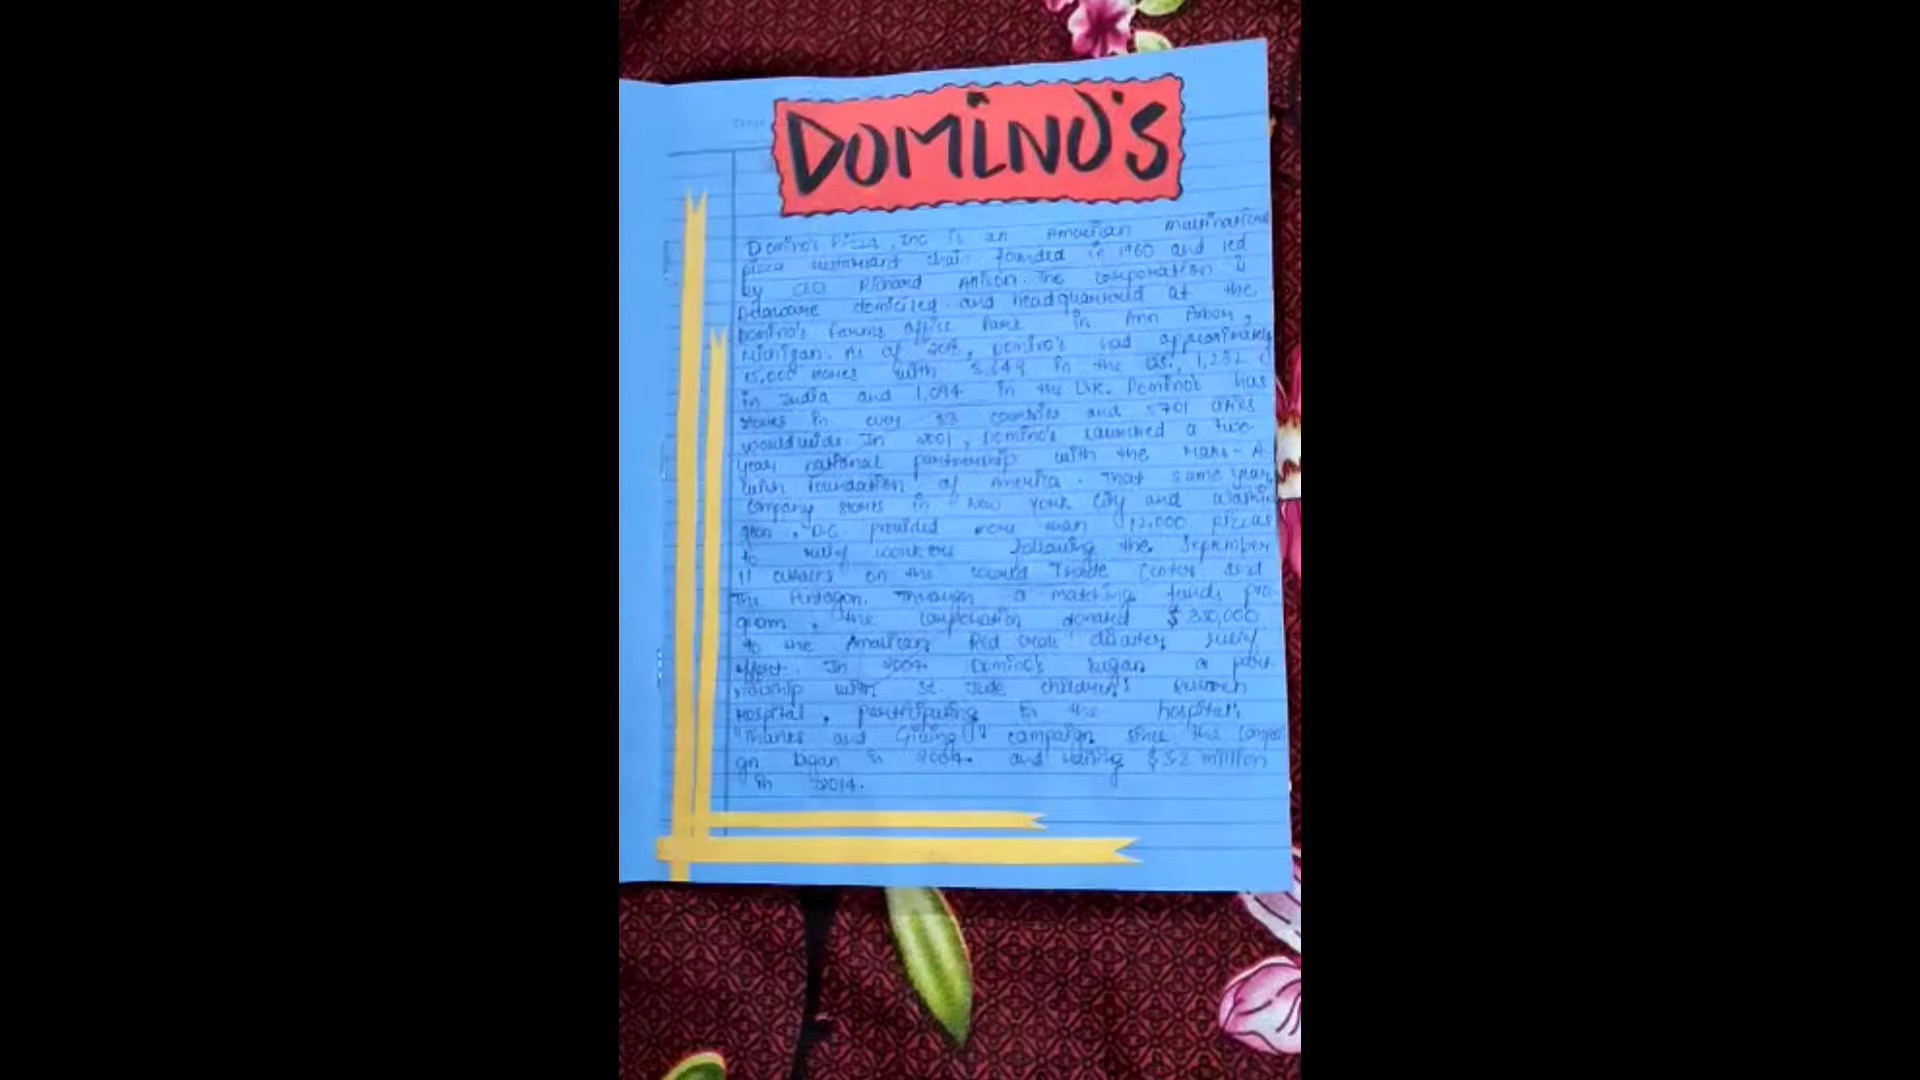 DOMINO'S
Domino's Pizza, Inc is an American multinational
pizza restaurant chain founded in 1960 and led
by CEO Richard Allison. The corporation is
Delaware domiciled and headquartered at the
Domino's farms office Park in Ann Arbor,
Michigan. As of 2018, Domino's had approximately
15,000 stores with 5,649 in the US, 1,232
in India and 1,094 in the U.K. Domino's has
stores in over 83 countries and 5701 cities
worldwide. In 2001, Domino's launched a two
year national partnership with the Make-A
Wish foundation of America. That same year,
company stores in New York City and Washin
gton, D.C provided more than 12,000 pizzas
to relief workers following the September
11 attacks on the world Trade Center and
The Pentagon. Through a matching funds pro
gram, the corporation donated $ 350,000
to the American Red cross' disaster relief
effort. In 2004 Domino's began a part
nership with St. Jude children's Research
Hospital, participating in the hospital's
"Thanks and Giving" campaign since the campai
gn began in 2004. and raising $5.2 million
in 2014.